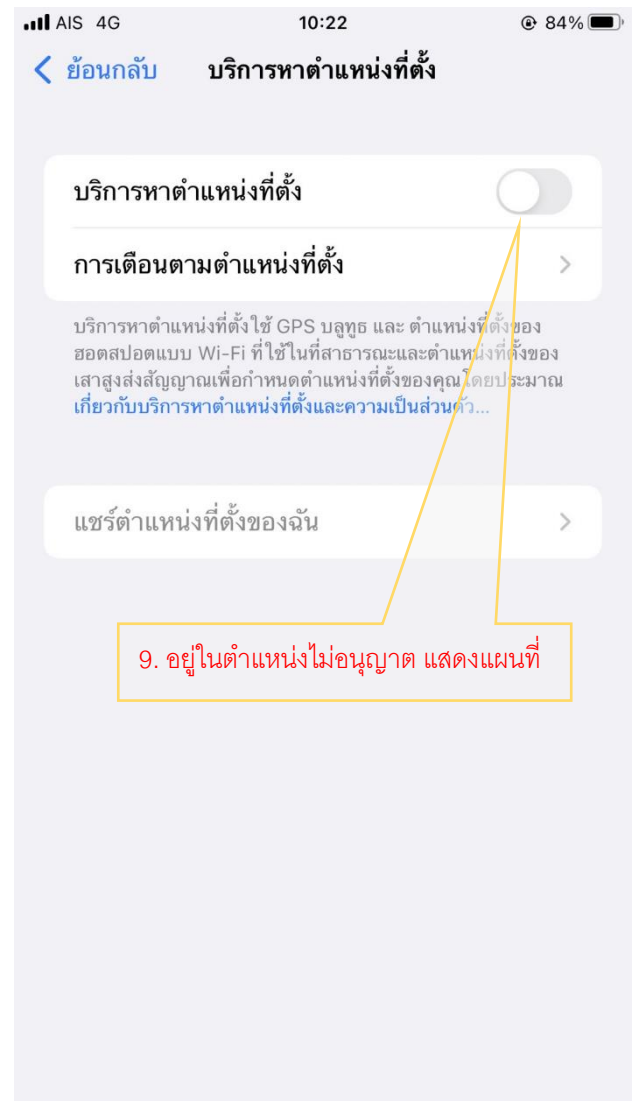 AIS 4G 10:22 84%
ย้อนกลับ บริการหาตำแหน่งที่ตั้ง
บริการหาตำแหน่งที่ตั้ง
การเตือนตามตำแหน่งที่ตั้ง
บริการหาตำแหน่งที่ตั้งใช้ GPS บลูทูธ และ ตำแหน่งที่ตั้งของ
ฮอตสปอตแบบ Wi-Fi ที่ใช้ในที่สาธารณะและตำแหน่งที่ตั้งของ
เสาสูงส่งสัญญาณเพื่อกำหนดตำแหน่งที่ตั้งของคุณโดยประมาณ
เกี่ยวกับบริการหาตำแหน่งที่ตั้งและความเป็นส่วนตัว...
แชร์ตำแหน่งที่ตั้งของฉัน
9. อยู่ในตำแหน่งไม่อนุญาต แสดงแผนที่